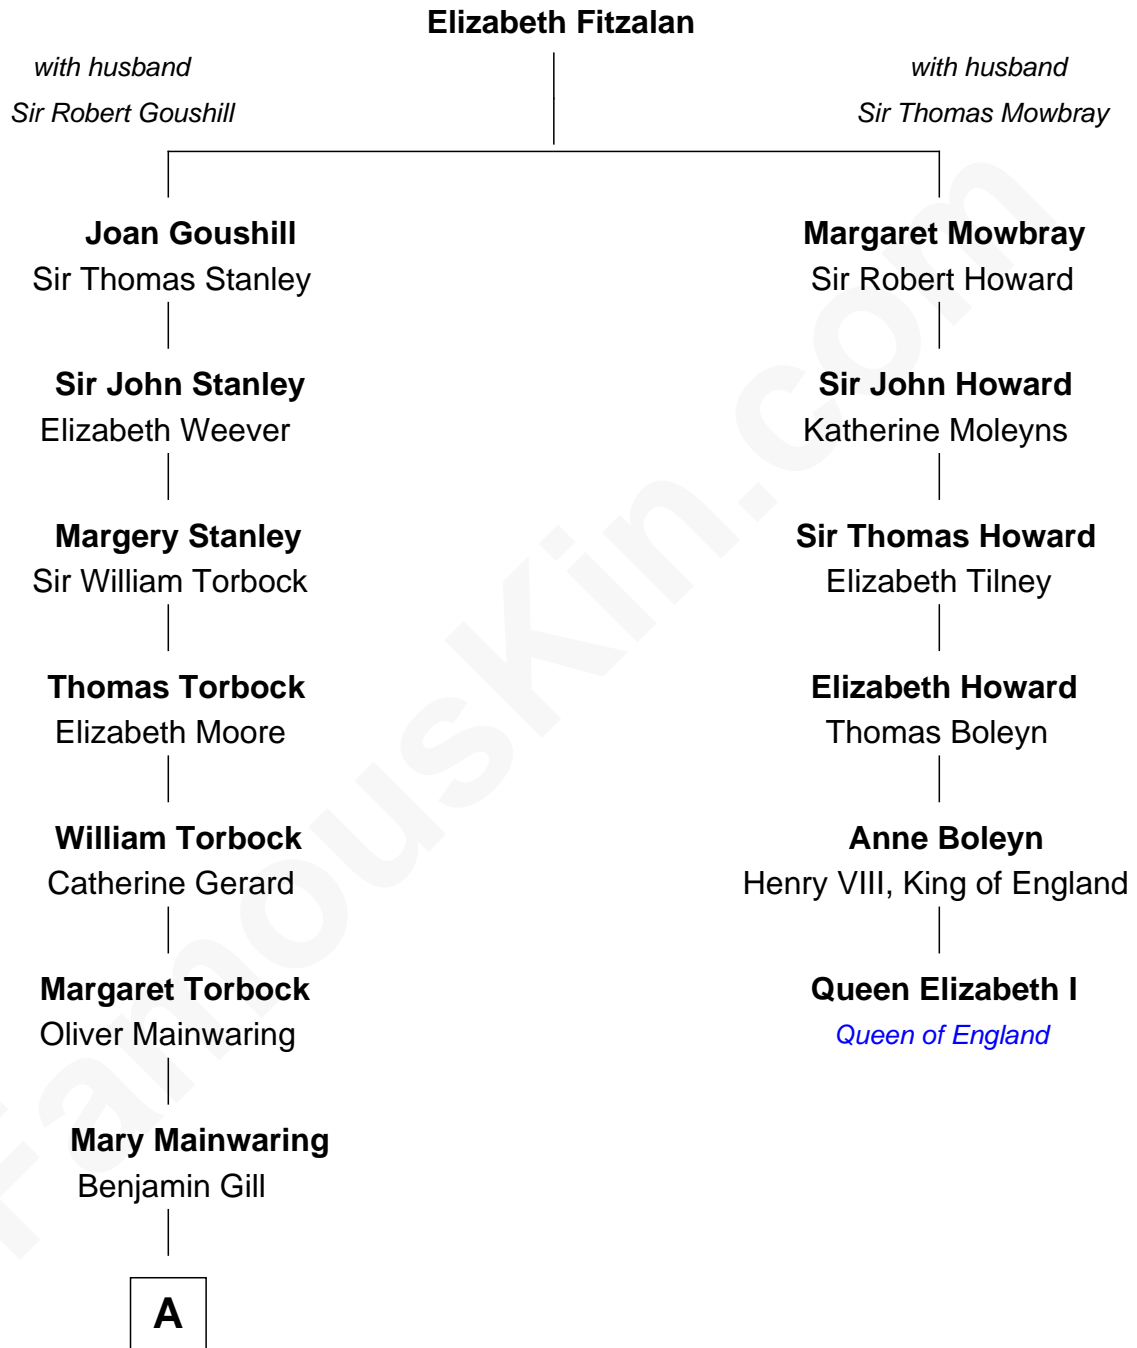 Elizabeth Fitzalan
with husband
Sir Robert Goushill
with husband
Sir Thomas Mowbray
Joan Goushill
Sir Thomas Stanley
Margaret Mowbray
Sir Robert Howard
Sir John Stanley
Elizabeth Weever
Sir John Howard
Katherine Moleyns
Margery Stanley
Sir William Torbock
Sir Thomas Howard
Elizabeth Tilney
Thomas Torbock
Elizabeth Moore
Elizabeth Howard
Thomas Boleyn
William Torbock
Catherine Gerard
Anne Boleyn
Henry VIII, King of England
Margaret Torbock
Oliver Mainwaring
Queen Elizabeth I
Queen of England
Mary Mainwaring
Benjamin Gill
A
FamousKin.com